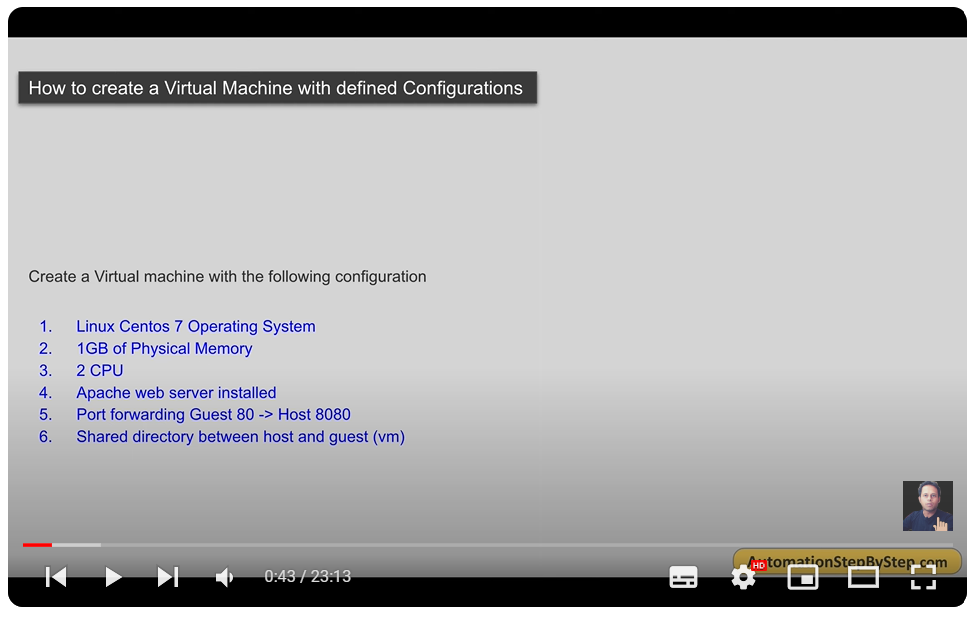 How to create a Virtual Machine with defined Configurations
Create a Virtual machine with the following configuration
1. Linux Centos 7 Operating System
2. 1GB of Physical Memory
3. 2 CPU
4. Apache web server installed
5. Port forwarding Guest 80 -> Host 8080
6. Shared directory between host and guest (vm)
AutomationStepByStep.com
HD
0:43 / 23:13